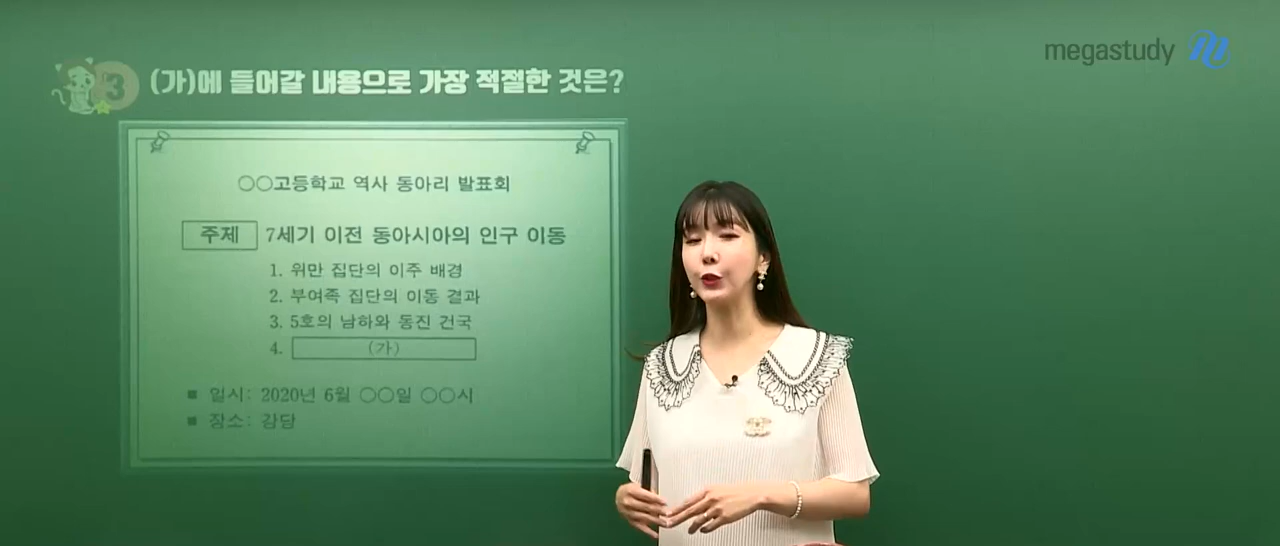 megastudy
3 (가)에 들어갈 내용으로 가장 적절한 것은?
○○고등학교 역사 동아리 발표회
주제 7세기 이전 동아시아의 인구 이동
1. 위만 집단의 이주 배경
2. 부여족 집단의 이동 결과
3. 5호의 남하와 동진 건국
4. (가)
■ 일시: 2020년 6월 ○○일 ○○시
■ 장소: 강당